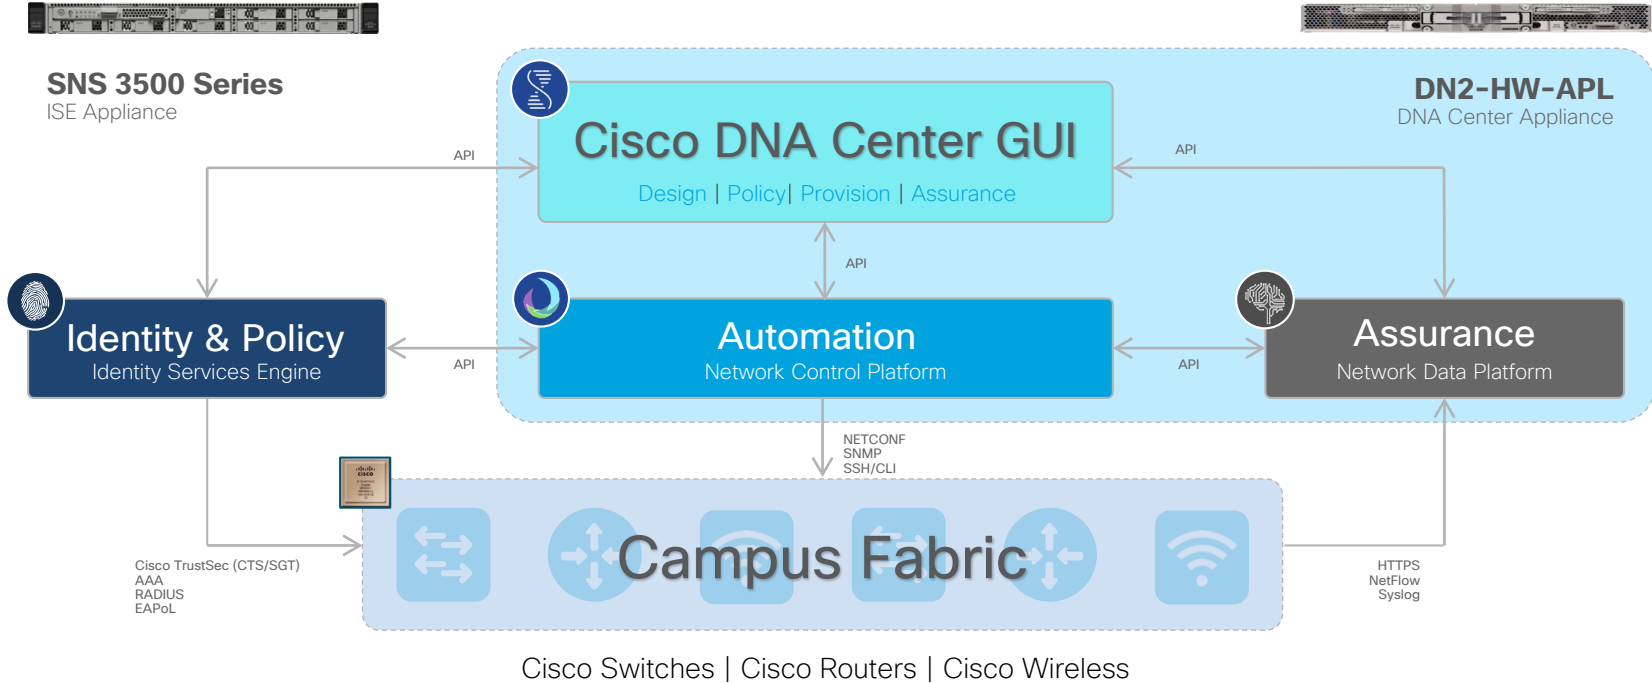 SNS 3500 Series
ISE Appliance
DN2-HW-APL
DNA Center Appliance
Cisco DNA Center GUI
Design | Policy| Provision | Assurance
API
API
API
Identity & Policy
Identity Services Engine
API
Automation
Network Control Platform
API
Assurance
Network Data Platform
NETCONF
SNMP
SSH/CLI
CISCO
Campus Fabric
Cisco TrustSec (CTS/SGT)
AAA
RADIUS
EAPoL
HTTPS
NetFlow
Syslog
Cisco Switches | Cisco Routers | Cisco Wireless